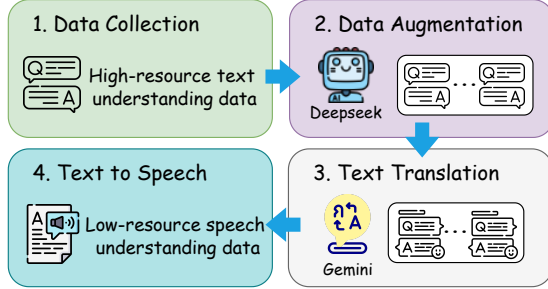 1. Data Collection
Q
A
High-resource text
understanding data
2. Data Augmentation
AI
Deepseek
Q
A
...
Q
A
3. Text Translation
A
Gemini
Q
A
...
Q
A
4. Text to Speech
A
Low-resource speech
understanding data